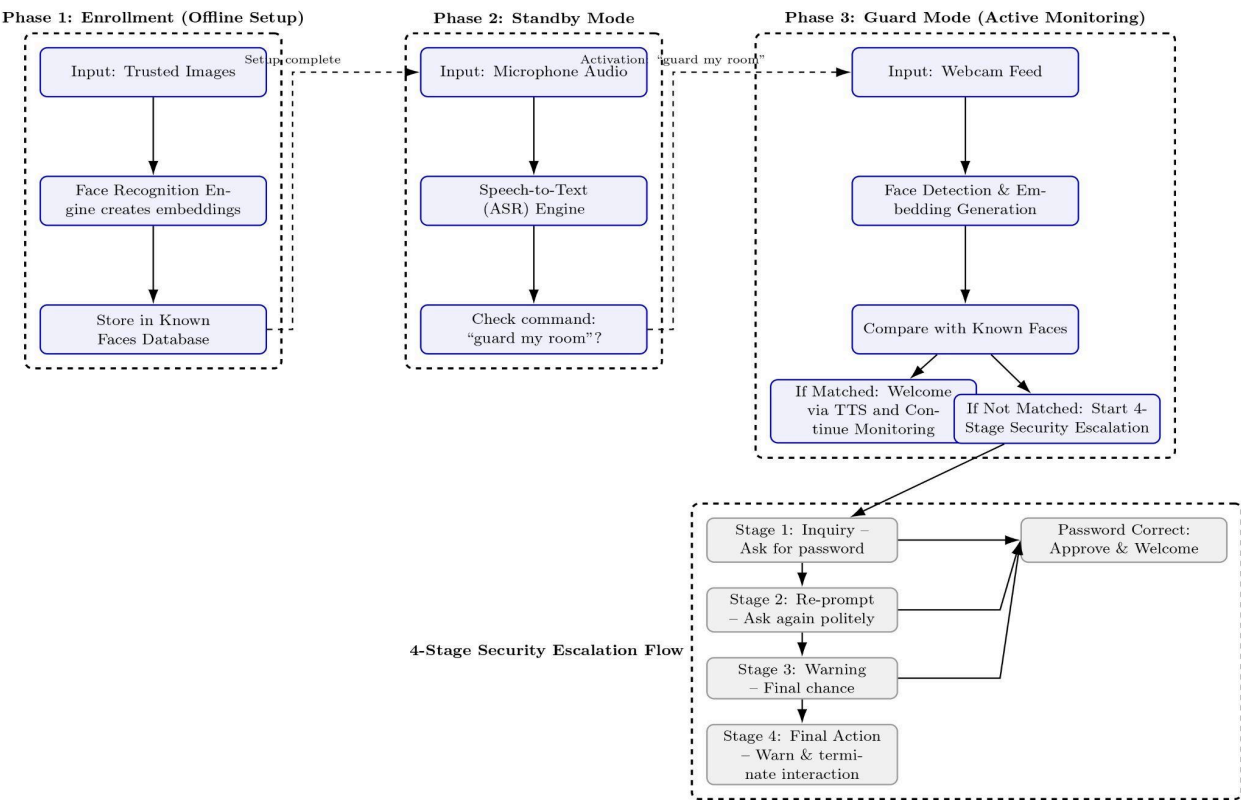 Phase 1: Enrollment (Offline Setup)
Input: Trusted Images
Face Recognition En-
gine creates embeddings
Store in Known
Faces Database
Setup complete
Phase 2: Standby Mode
Input: Microphone Audio
Speech-to-Text
(ASR) Engine
Check command:
“guard my room”?
Activation: “guard my room”
Phase 3: Guard Mode (Active Monitoring)
Input: Webcam Feed
Face Detection & Em-
bedding Generation
Compare with Known Faces
If Matched: Welcome
via TTS and Con-
tinue Monitoring
If Not Matched: Start 4-
Stage Security Escalation
4-Stage Security Escalation Flow
Stage 1: Inquiry –
Ask for password
Stage 2: Re-prompt
– Ask again politely
Stage 3: Warning
– Final chance
Stage 4: Final Action
– Warn & termi-
nate interaction
Password Correct:
Approve & Welcome